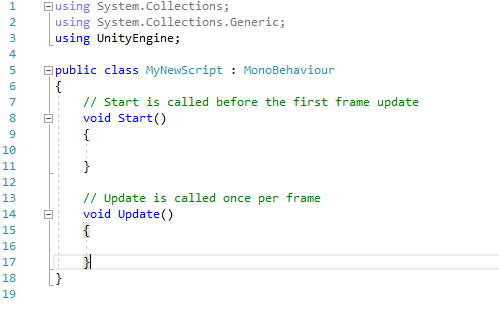 1 using System.Collections;
2 using System.Collections.Generic;
3 using UnityEngine;
4
5 public class MyNewScript : MonoBehaviour
6 {
7     // Start is called before the first frame update
8     void Start()
9     {
10
11     }
12
13     // Update is called once per frame
14     void Update()
15     {
16
17     }
18 }
19